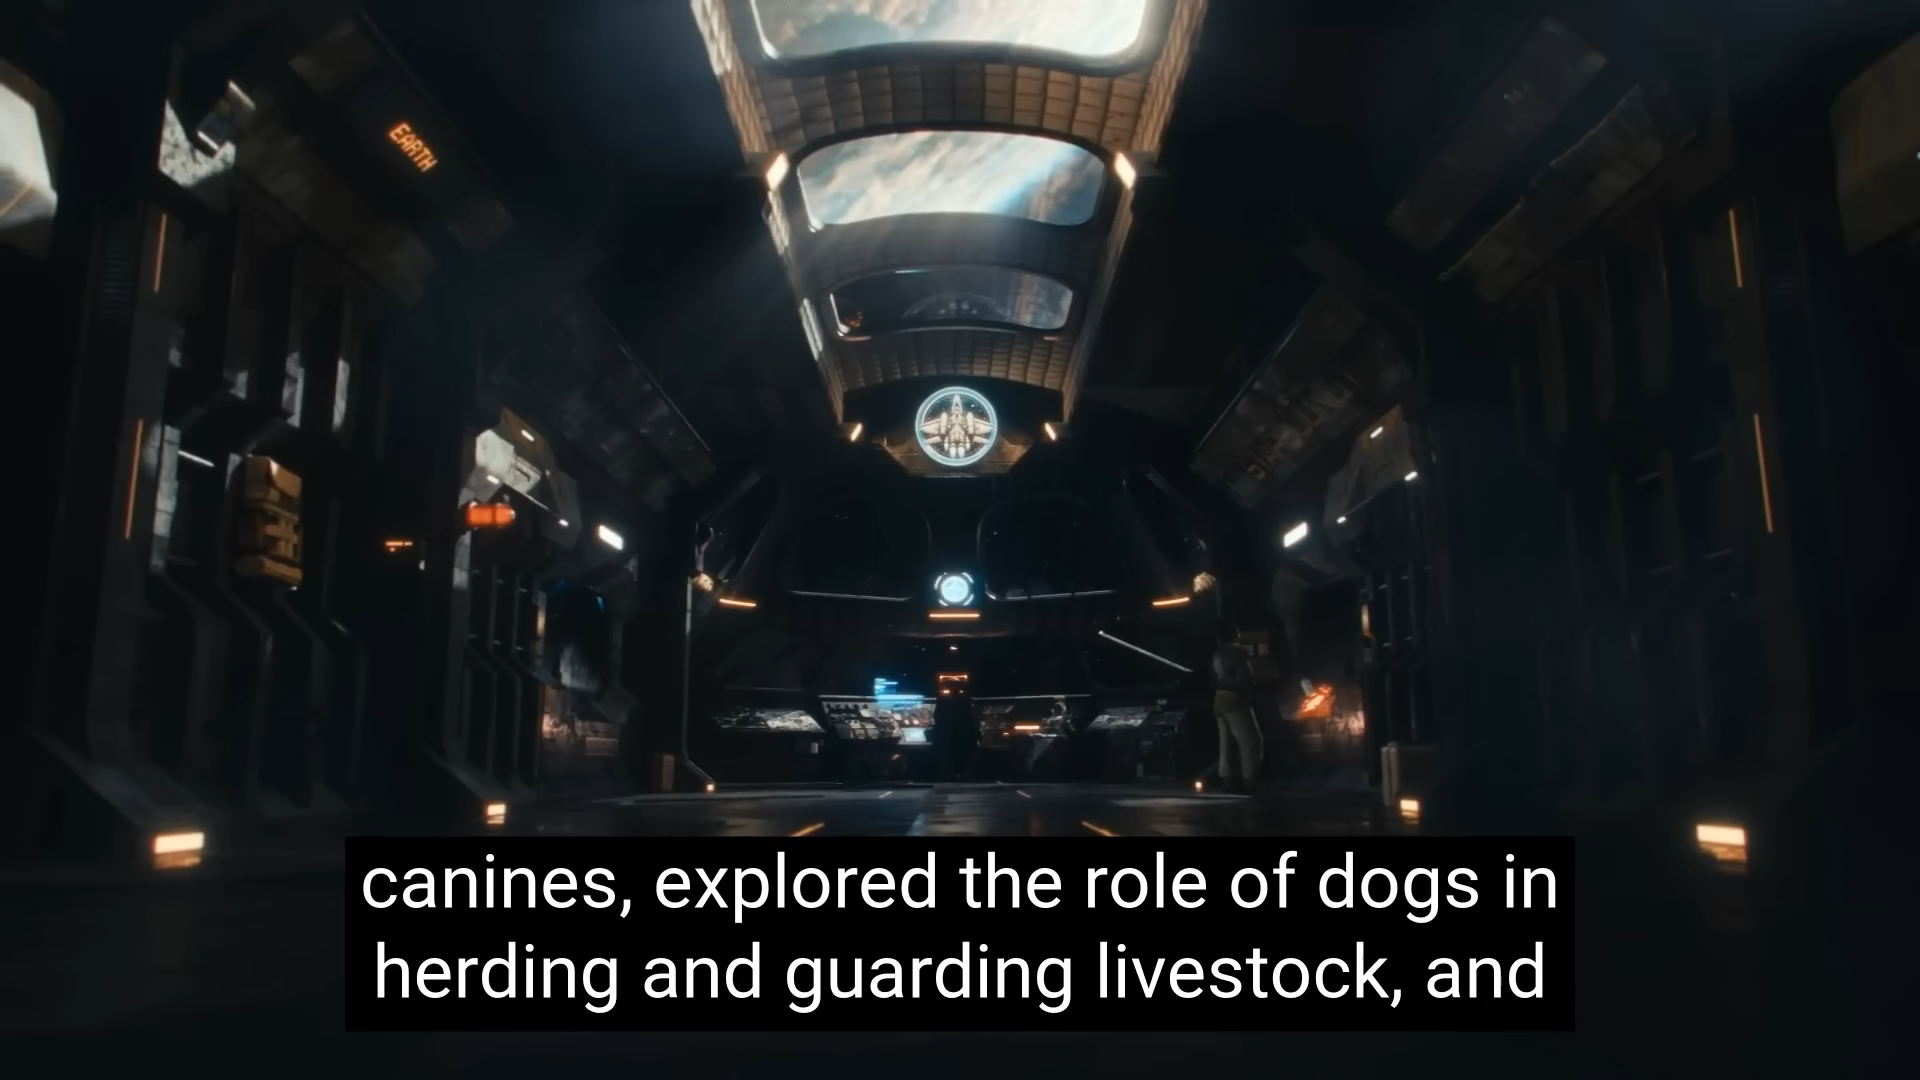 EARTH
canines, explored the role of dogs in
herding and guarding livestock, and